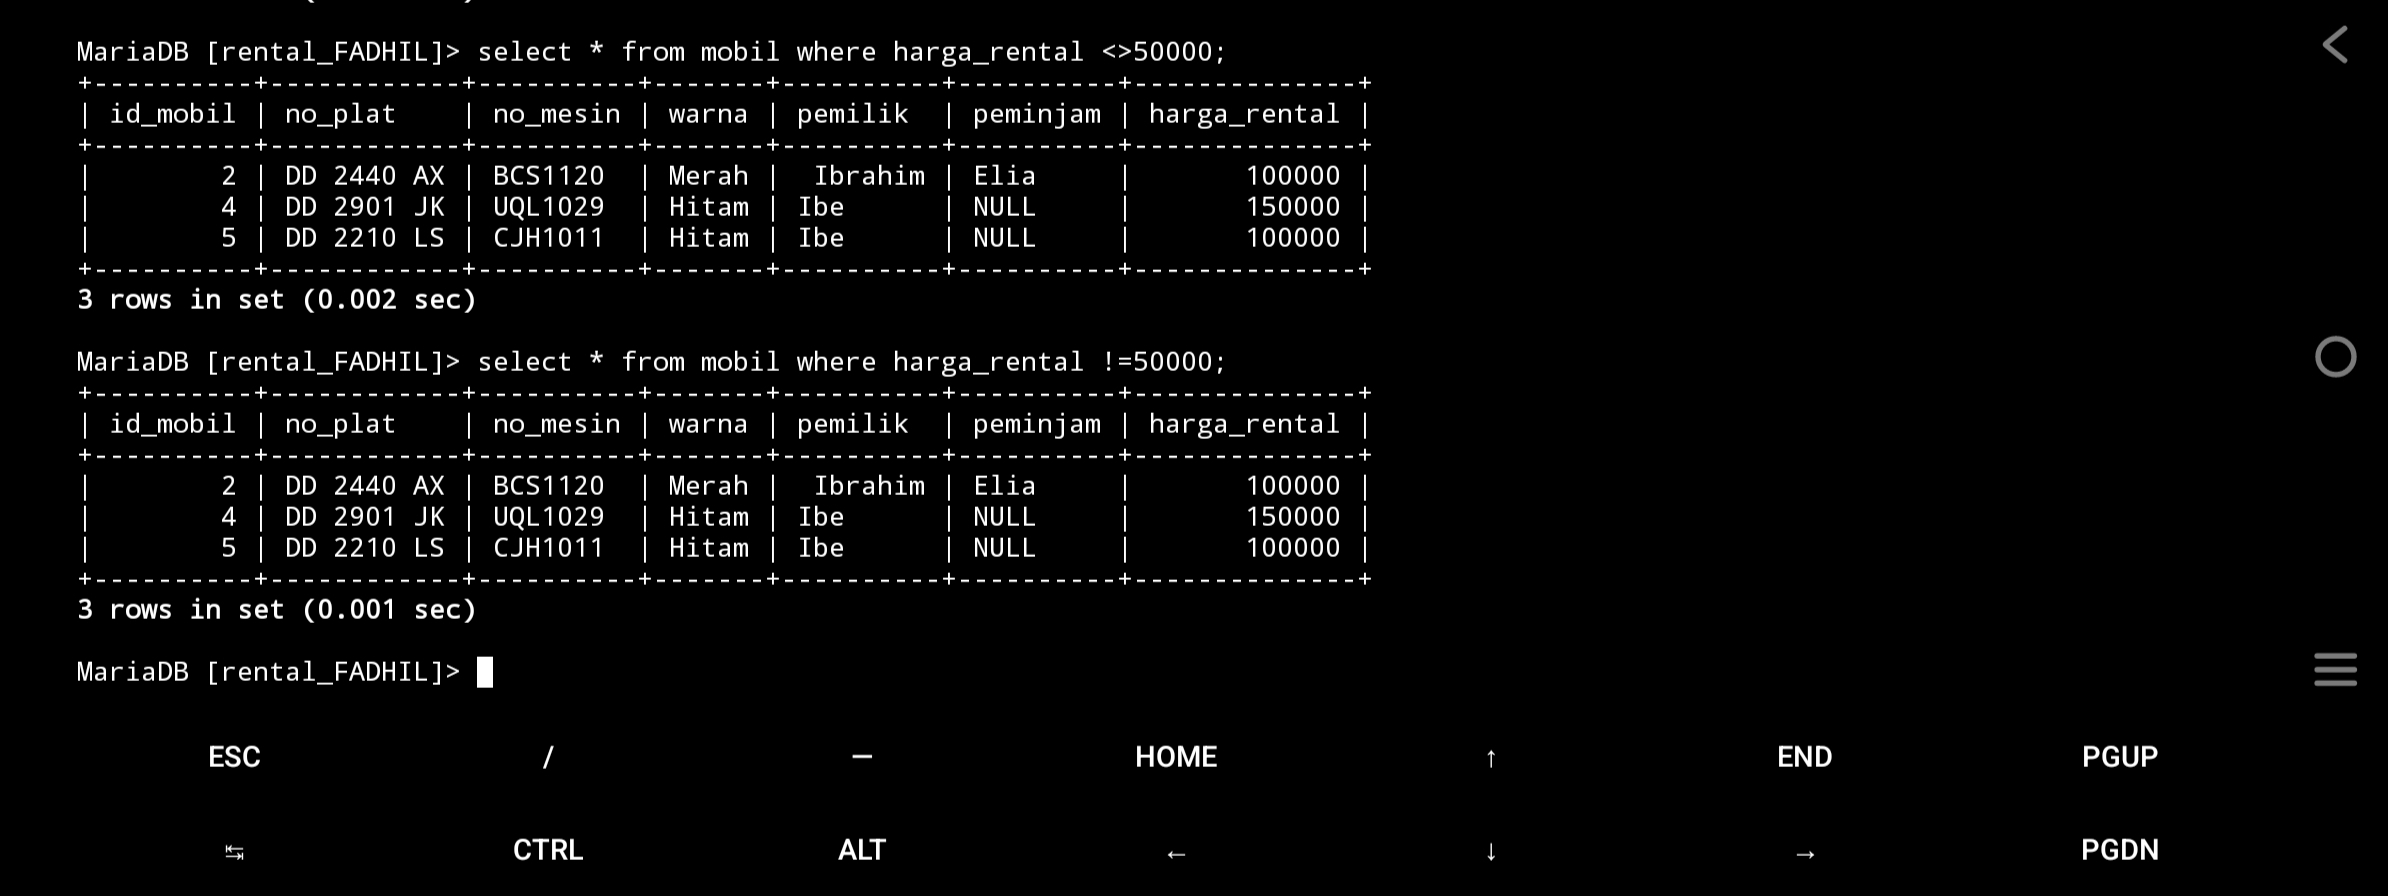 MariaDB [rental_FADHIL]> select * from mobil where harga_rental <>50000;
+----------+------------+----------+-------+----------+----------+--------------+
| id_mobil | no_plat    | no_mesin | warna | pemilik  | peminjam | harga_rental |
+----------+------------+----------+-------+----------+----------+--------------+
|        2 | DD 2440 AX | BCS1120  | Merah |  Ibrahim | Elia     |       100000 |
|        4 | DD 2901 JK | UQL1029  | Hitam | Ibe      | NULL     |       150000 |
|        5 | DD 2210 LS | CJH1011  | Hitam | Ibe      | NULL     |       100000 |
+----------+------------+----------+-------+----------+----------+--------------+
3 rows in set (0.002 sec)
MariaDB [rental_FADHIL]> select * from mobil where harga_rental !=50000;
+----------+------------+----------+-------+----------+----------+--------------+
| id_mobil | no_plat    | no_mesin | warna | pemilik  | peminjam | harga_rental |
+----------+------------+----------+-------+----------+----------+--------------+
|        2 | DD 2440 AX | BCS1120  | Merah |  Ibrahim | Elia     |       100000 |
|        4 | DD 2901 JK | UQL1029  | Hitam | Ibe      | NULL     |       150000 |
|        5 | DD 2210 LS | CJH1011  | Hitam | Ibe      | NULL     |       100000 |
+----------+------------+----------+-------+----------+----------+--------------+
3 rows in set (0.001 sec)
MariaDB [rental_FADHIL]>
ESC / — HOME ↑ END PGUP
↹ CTRL ALT ← ↓ → PGDN